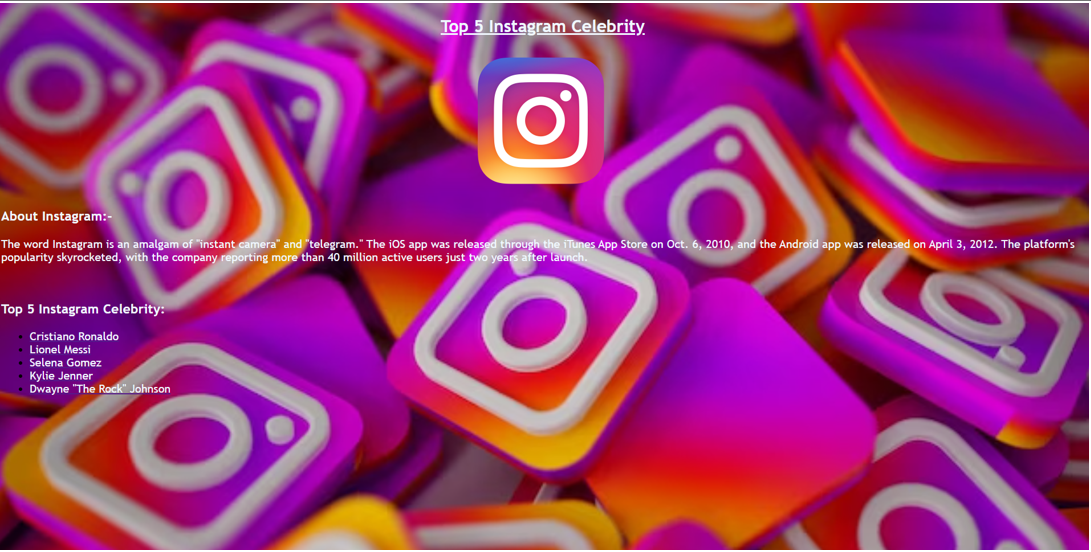 Top 5 Instagram Celebrity
About Instagram:-
The word Instagram is an amalgam of "instant camera" and "telegram." The iOS app was released through the iTunes App Store on Oct. 6, 2010, and the Android app was released on April 3, 2012. The platform's
popularity skyrocketed, with the company reporting more than 40 million active users just two years after launch.
Top 5 Instagram Celebrity:
Cristiano Ronaldo
Lionel Messi
Selena Gomez
Kylie Jenner
Dwayne "The Rock" Johnson